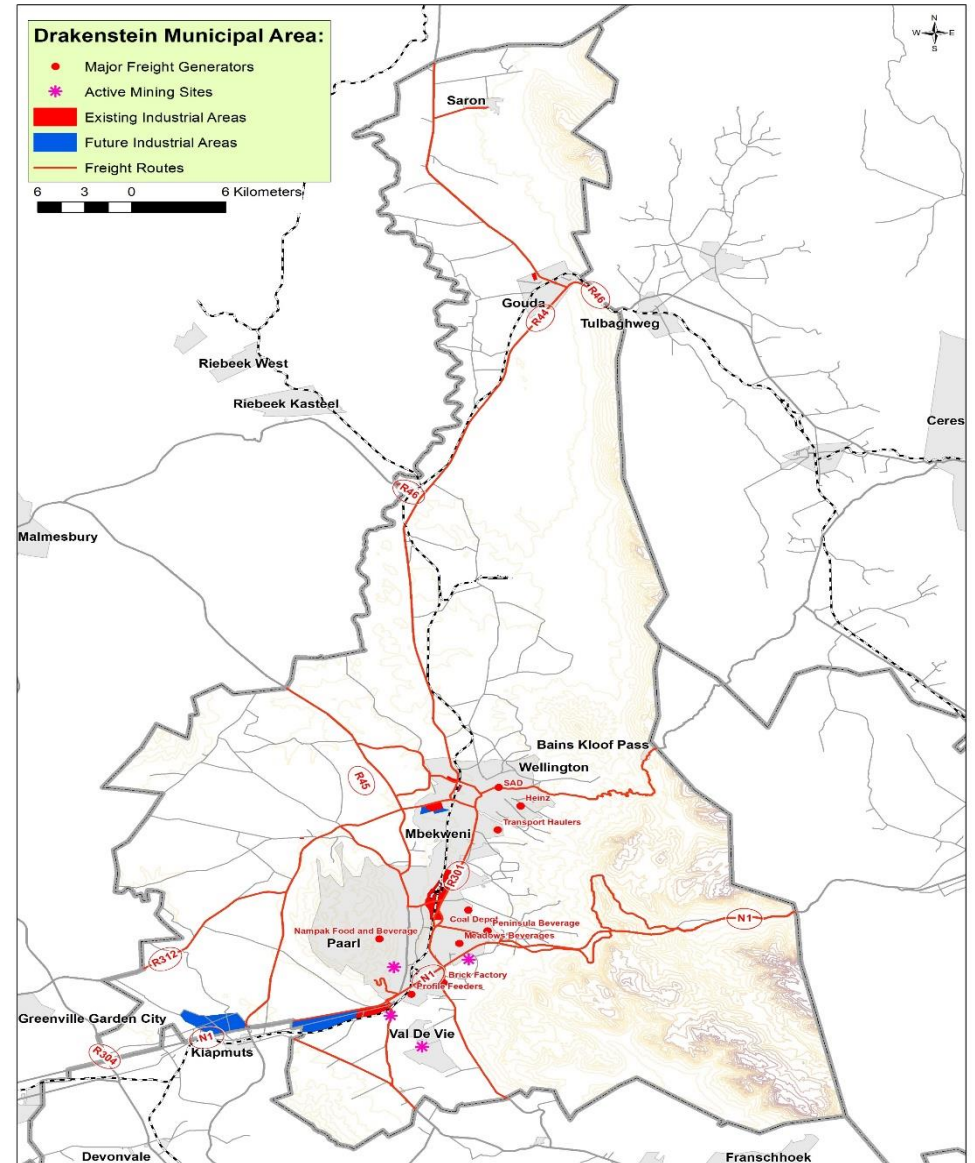 N
W E
S
Drakenstein Municipal Area:
Major Freight Generators
Active Mining Sites
Existing Industrial Areas
Future Industrial Areas
Freight Routes
6 3 0 6 Kilometers
Saron
Gouda
R46
R44
Tulbaghweg
Riebeek West
Riebeek Kasteel
Ceres
R46
Malmesbury
Bains Kloof Pass
Wellington
R45
SAD
Heinz
Transport Haulers
Mbekweni
R301
Coal Depot
Peninsula Beverage
N1
Nampak Food and Beverage
Meadows Beverages
Paarl
R312
N1
Brick Factory
Profile Feeders
Greenville Garden City
Val De Vie
N1
Klapmuts
R304
Devonvale
Franschhoek